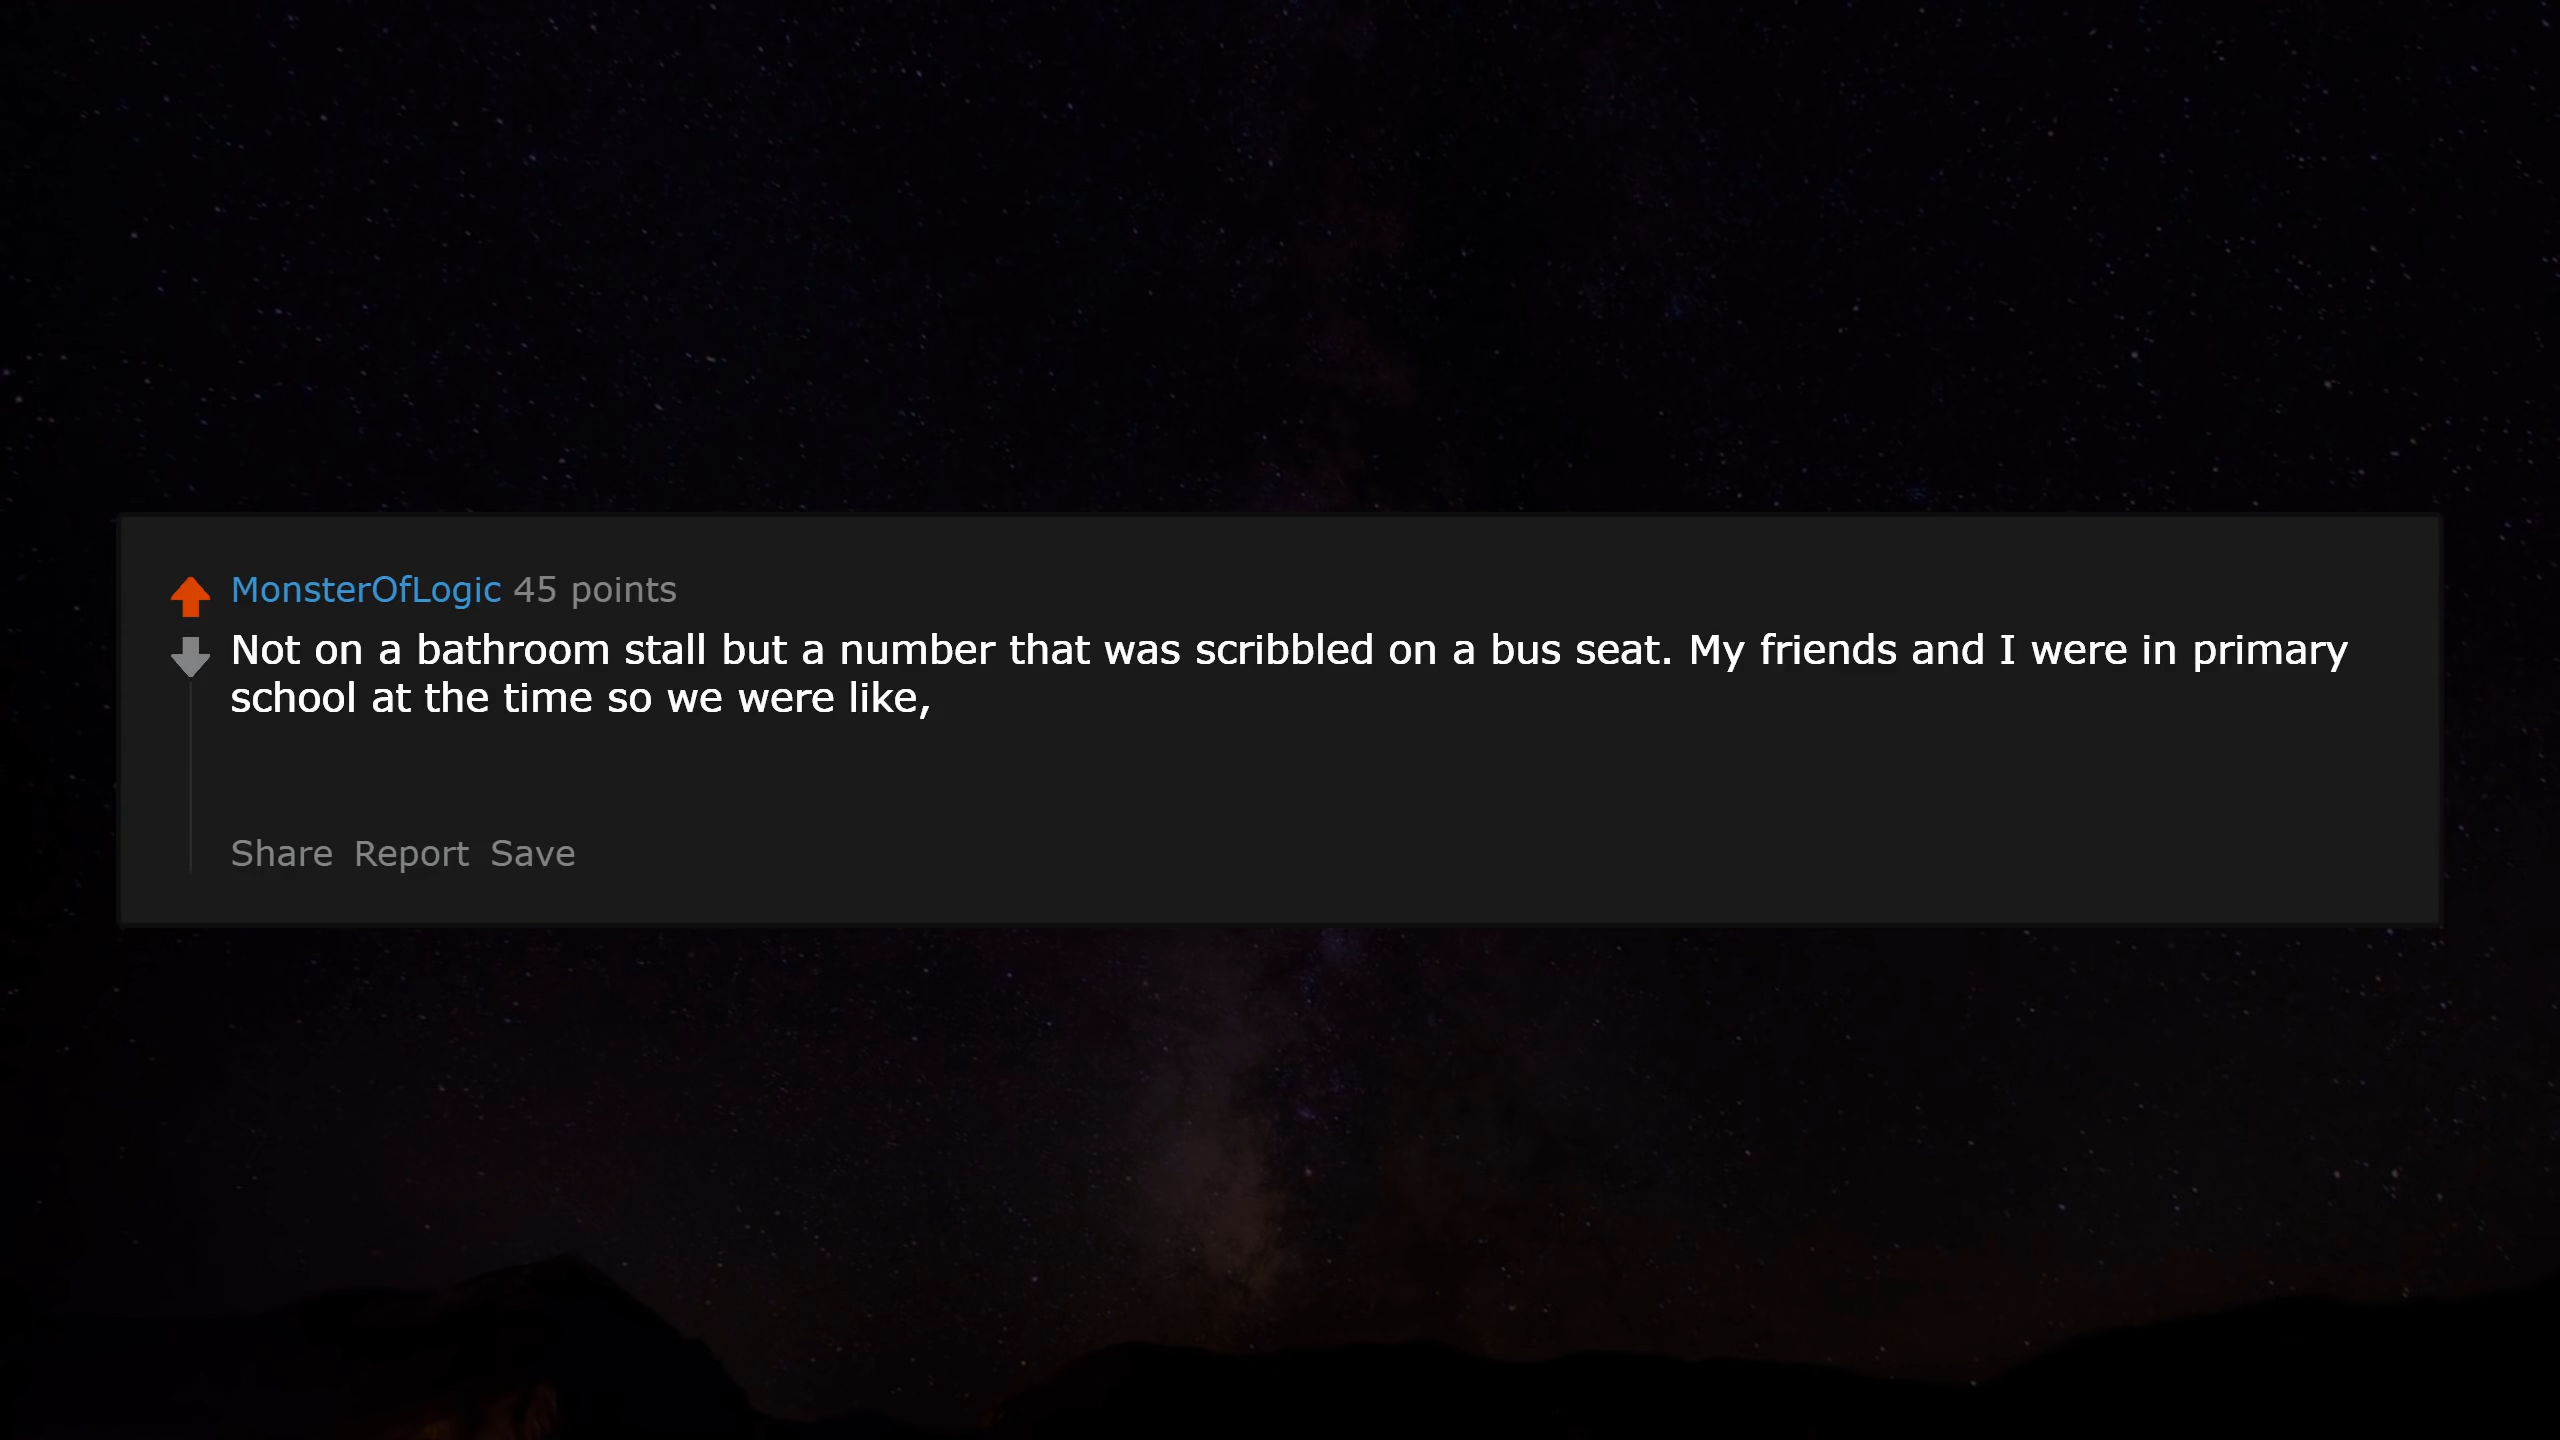 MonsterOfLogic 45 points
Not on a bathroom stall but a number that was scribbled on a bus seat. My friends and I were in primary
school at the time so we were like,
Share Report Save